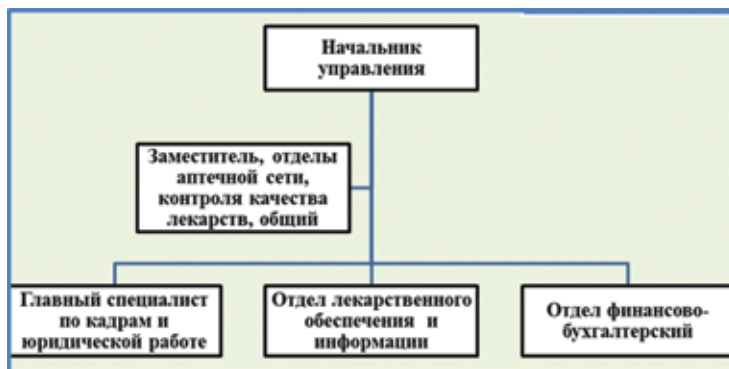 Начальник
управления
Заместитель, отделы
аптечной сети,
контроля качества
лекарств, общий
Главный специалист
по кадрам и
юридической работе
Отдел лекарственного
обеспечения и
информации
Отдел финансово-
бухгалтерский